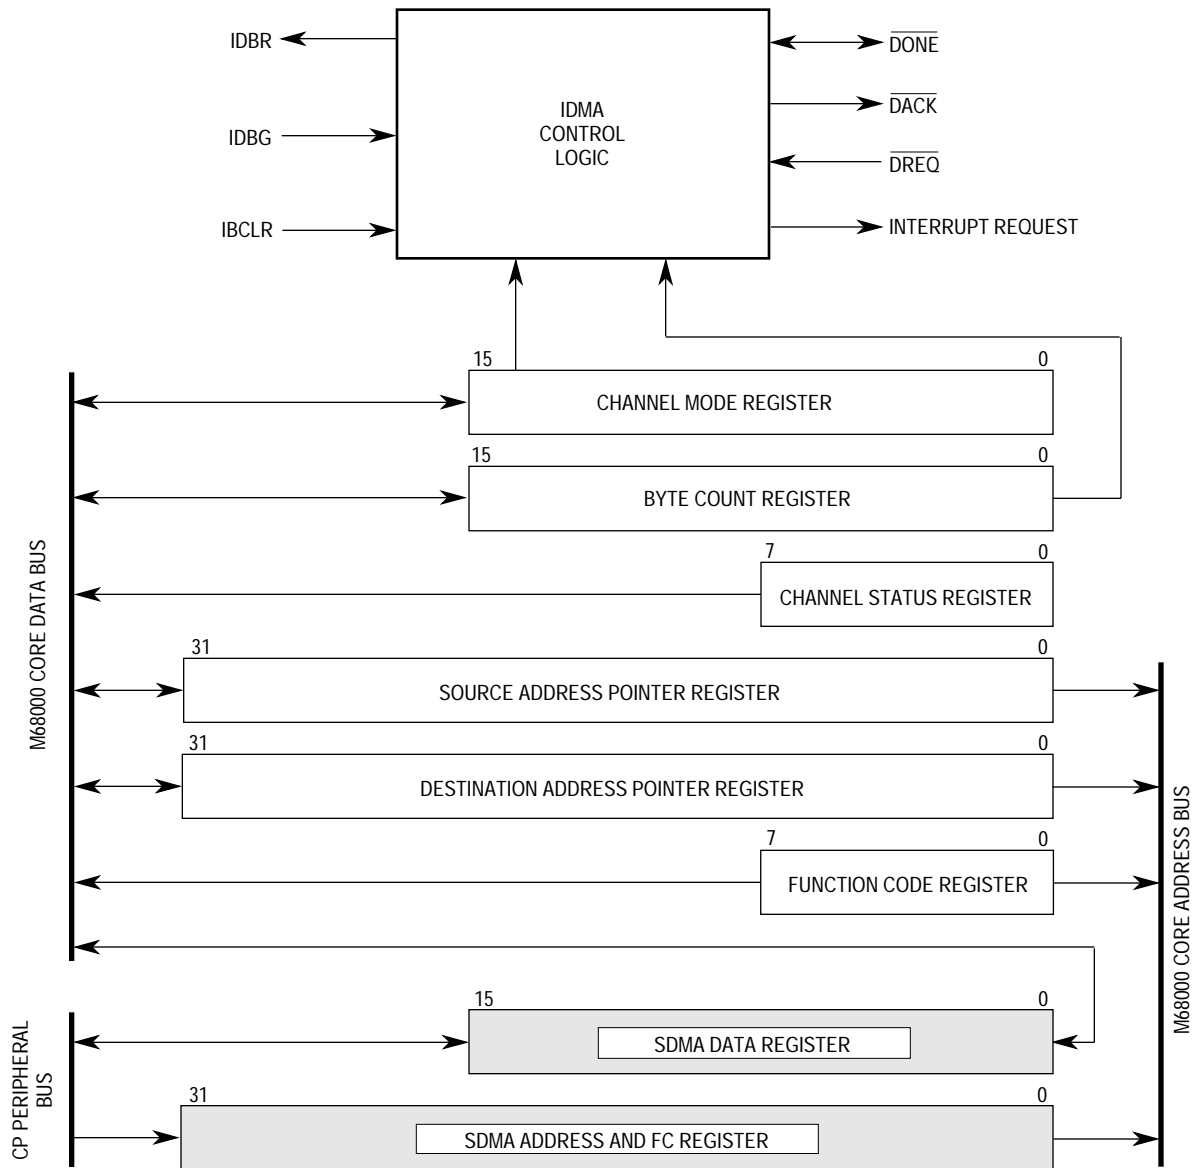 IDBR
IDBG
IBCLR
IDMA
CONTROL
LOGIC
DONE
DACK
DREQ
INTERRUPT REQUEST
15 0
CHANNEL MODE REGISTER
15 0
BYTE COUNT REGISTER
7 0
CHANNEL STATUS REGISTER
31 0
SOURCE ADDRESS POINTER REGISTER
31 0
DESTINATION ADDRESS POINTER REGISTER
7 0
FUNCTION CODE REGISTER
15 0
SDMA DATA REGISTER
31 0
SDMA ADDRESS AND FC REGISTER
M68000 CORE DATA BUS
CP PERIPHERAL
BUS
M68000 CORE ADDRESS BUS